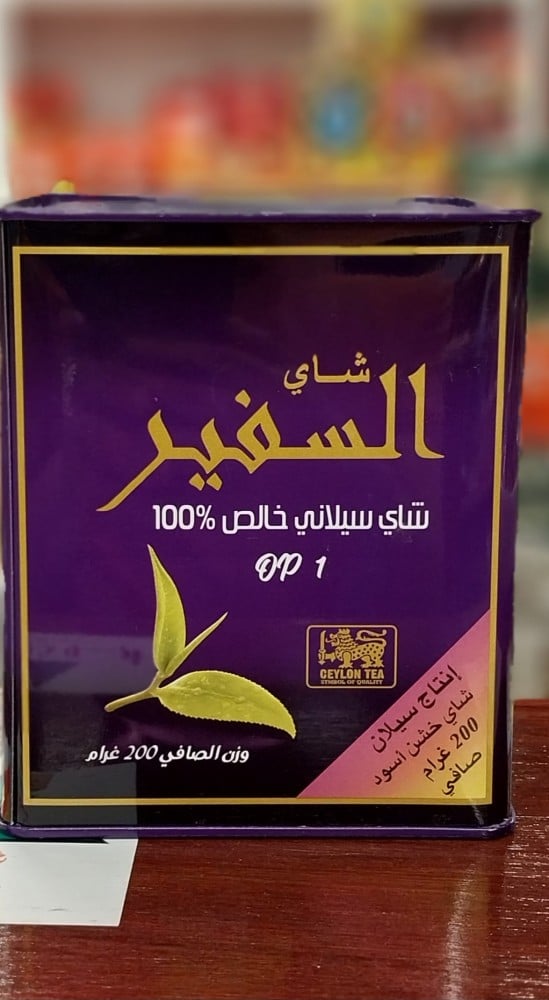 شاي
السفير
شاي سيلاني خالص %100
OP 1
CEYLON TEA
SYMBOL OF QUALITY
إنتاج سيلان
شاي خشن أسود
200 غرام
صافي
وزن الصافي 200 غرام